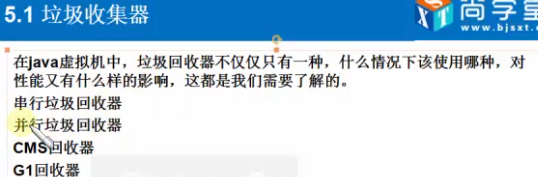 5.1 垃圾收集器
尚学堂
www.bjsxt.com
在java虚拟机中，垃圾回收器不仅仅只有一种，什么情况下该使用哪种，对
性能又有什么样的影响，这都是我们需要了解的。
串行垃圾回收器
并行垃圾回收器
CMS回收器
G1回收器